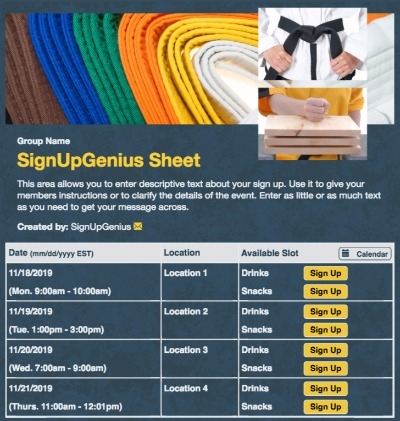 Group Name
SignUpGenius Sheet
This area allows you to enter descriptive text about your sign up. Use it to give your
members instructions or to clarify the details of the event. Enter as little or as much text
as you need to get your message across.
Created by: SignUpGenius
Date (mm/dd/yyyy EST) Location Available Slot Calendar
11/18/2019 Location 1 Drinks Sign Up
(Mon. 9:00am - 10:00am) Snacks Sign Up
11/19/2019 Location 2 Drinks Sign Up
(Tue. 1:00pm - 3:00pm) Snacks Sign Up
11/20/2019 Location 3 Drinks Sign Up
(Wed. 7:00am - 9:00am) Snacks Sign Up
11/21/2019 Location 4 Drinks Sign Up
(Thurs. 11:00am - 12:01pm) Snacks Sign Up